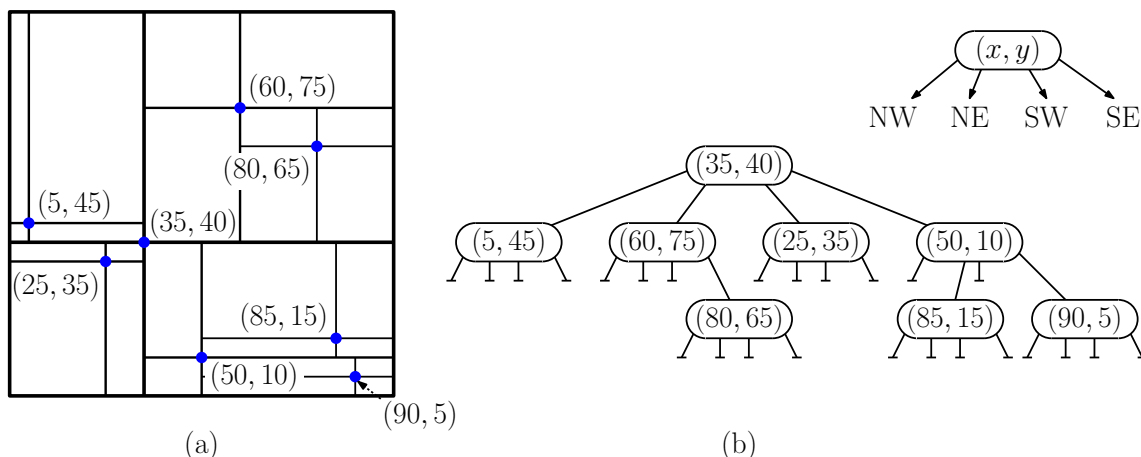 (60, 75)
(80, 65)
(5, 45)
(35, 40)
(25, 35)
(85, 15)
(50, 10)
(90, 5)
(a)
(x, y)
NW NE SW SE
(35, 40)
(5, 45) (60, 75) (25, 35) (50, 10)
(80, 65) (85, 15) (90, 5)
(b)